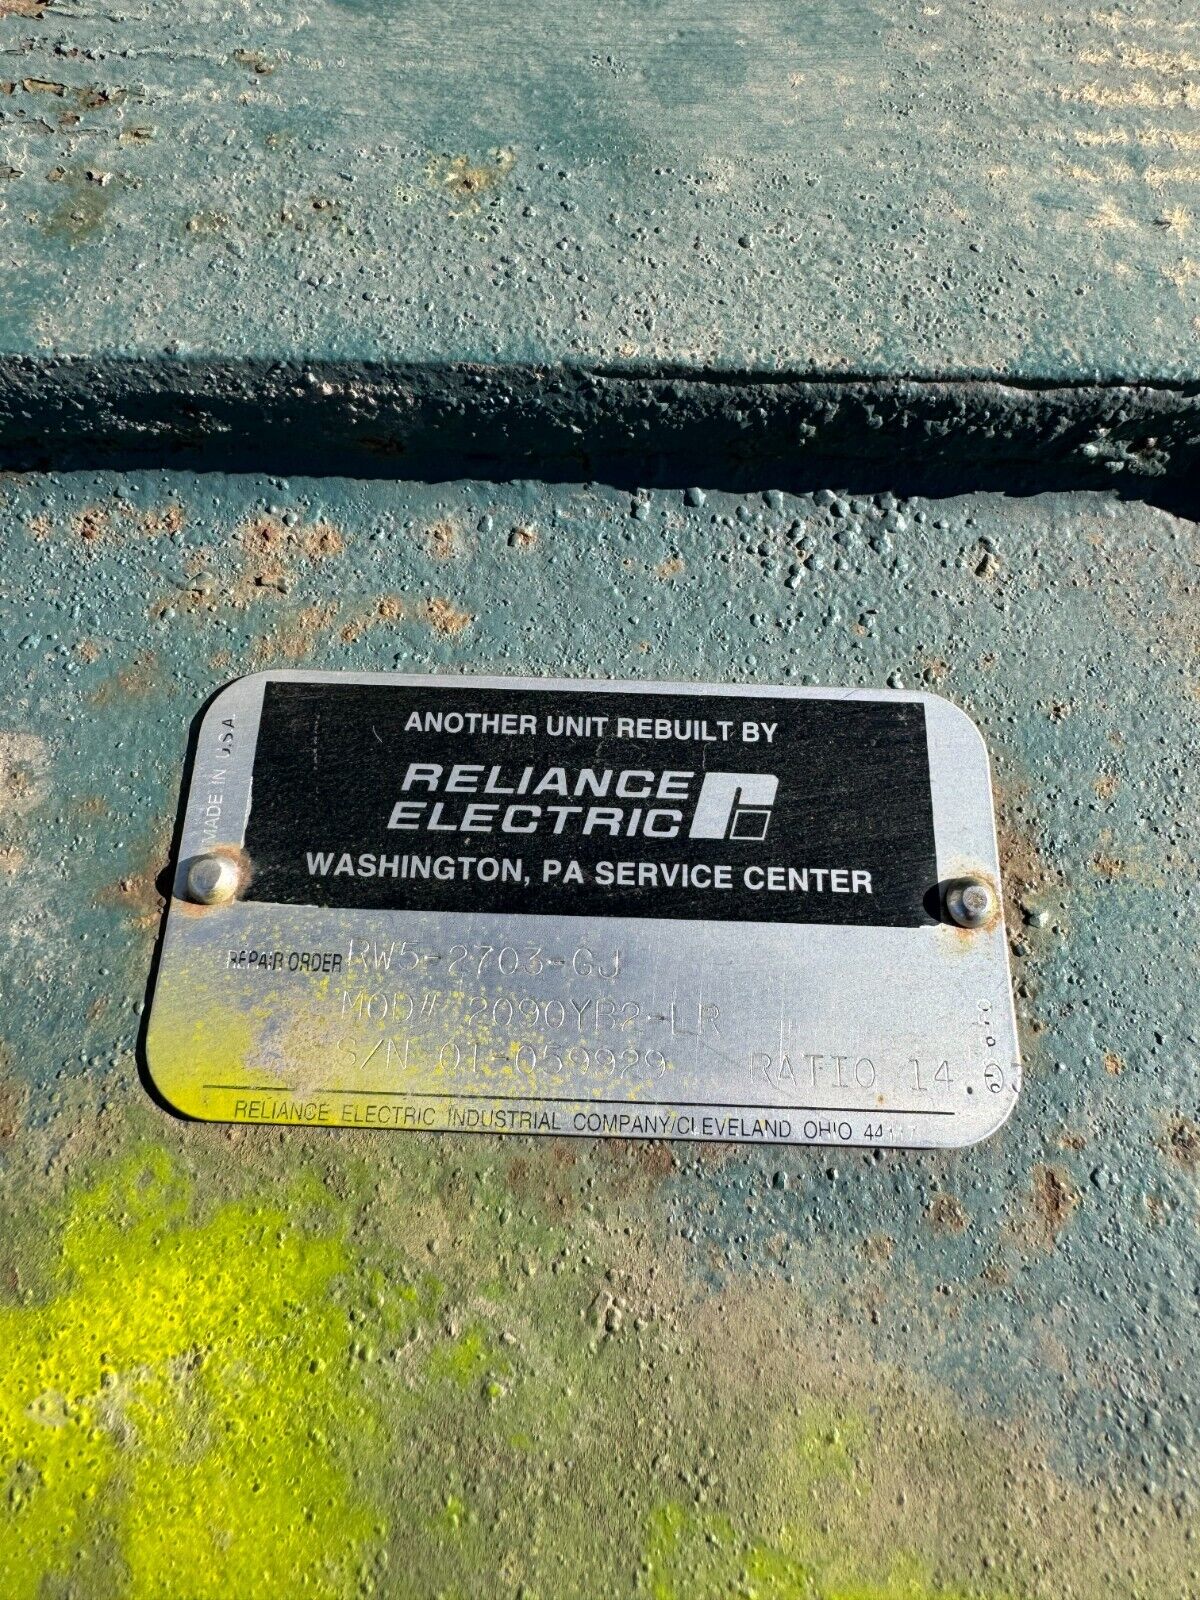 MADE IN U.S.A
ANOTHER UNIT REBUILT BY
RELIANCE
ELECTRIC
WASHINGTON, PA SERVICE CENTER
REPAIR ORDER RW5-2703-GJ
MOD# 2090YB2-LR
S/N 01-059929 RATIO 14.
RELIANCE ELECTRIC INDUSTRIAL COMPANY/CLEVELAND OHIO